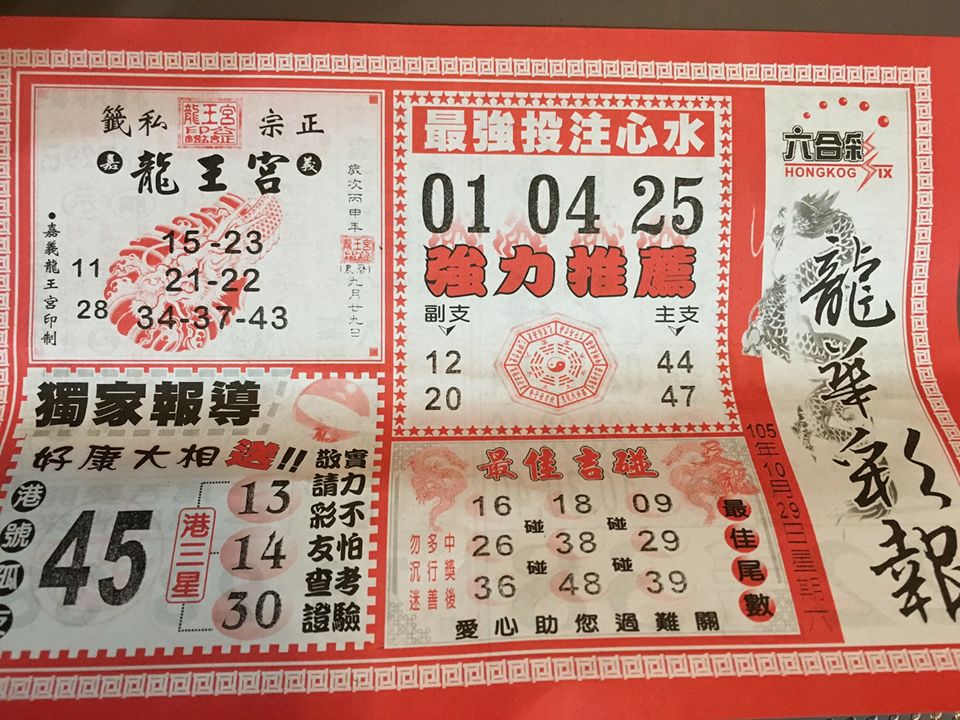 正宗
龍王宮
私籤
嘉 龍王宮 義
歲次丙申年
九月廿九日
●嘉義龍王宮印制
15-23
11
21-22
28
34-37-43
最強投注心水
01 04 25
強力推薦
副支
主支
12
44
20
47
六合彩
HONGKOG SIX
龍華彩報
105年10月29日星期六
獨家報導
好康大相送!!
港號孤支
45
港三星
13
14
30
實力不怕考驗
敬請彩友查證
最佳吉碰
16 18 09
碰 碰
26 38 29
碰 碰
36 48 39
最佳尾數
中獎後
多行善
勿沉迷
愛心助您過難關